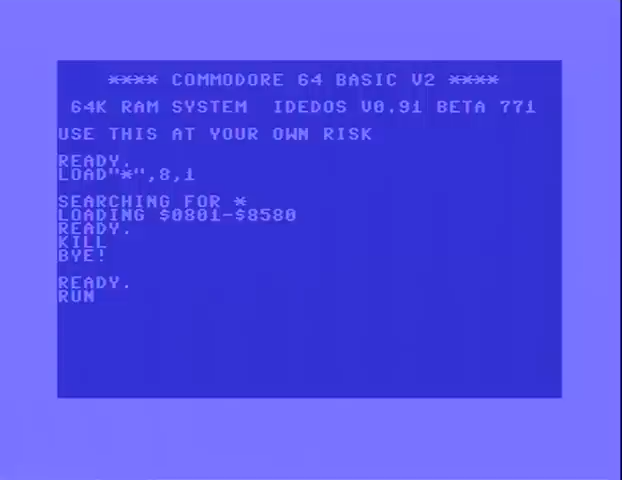 **** COMMODORE 64 BASIC V2 ****
64K RAM SYSTEM  IDEDOS V0.91 BETA 771
USE THIS AT YOUR OWN RISK
READY.
LOAD"*",8,1
SEARCHING FOR *
LOADING $0801-$8580
READY.
KILL
BYE!
READY.
RUN